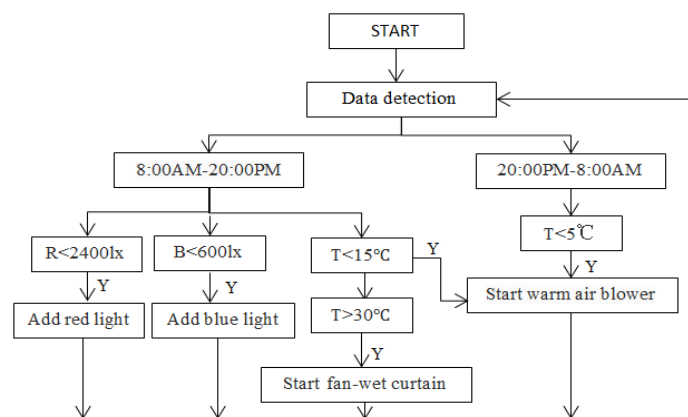 START
Data detection
8:00AM-20:00PM
20:00PM-8:00AM
R<2400lx
B<600lx
T<15℃
Y
T<5℃
Y
Y
Y
Add red light
Add blue light
T>30℃
Start warm air blower
Y
Start fan-wet curtain